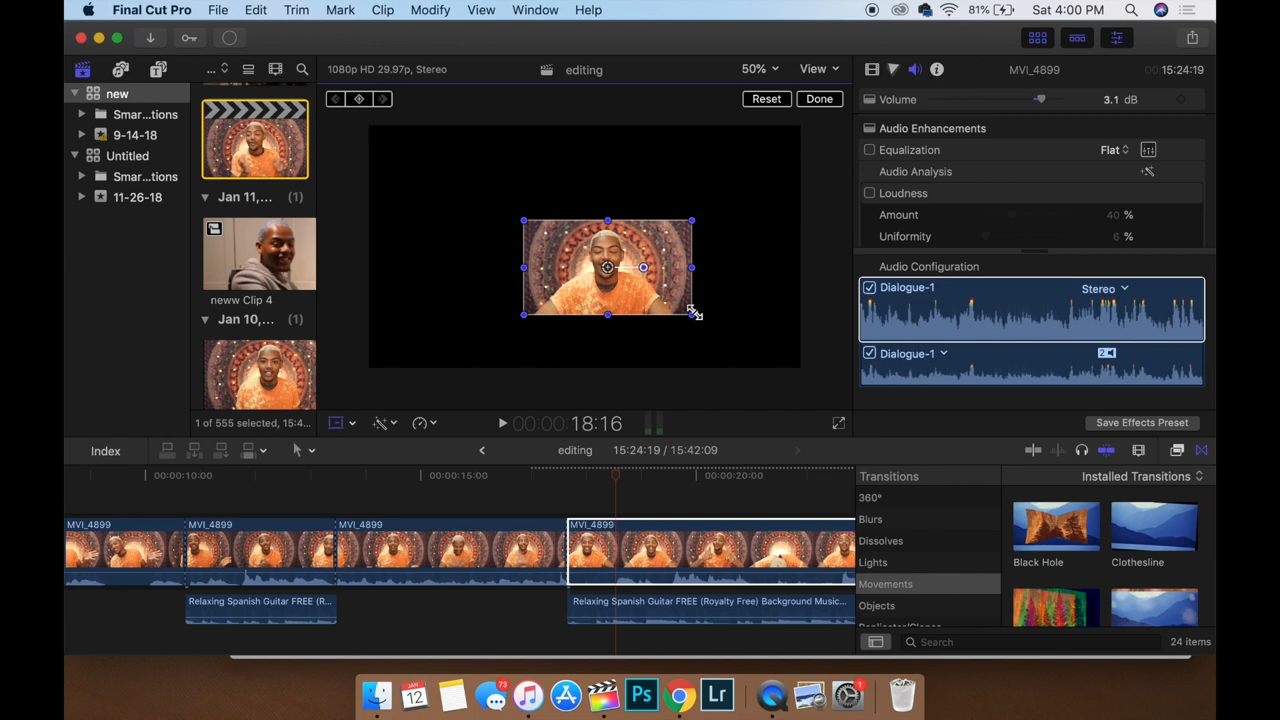 Final Cut Pro File Edit Trim Mark Clip Modify View Window Help 81% Sat 4:00 PM
... 1080p HD 29.97p, Stereo editing 50% View MVI_4899 15:24:19
new
Smar...tions
9-14-18
Untitled
Smar...tions
11-26-18
Jan 11,... (1)
neww Clip 4
Jan 10,... (1)
1 of 555 selected, 15:4...
Reset Done
00:00:18:16
Volume 3.1 dB
Audio Enhancements
Equalization Flat
Audio Analysis
Loudness
Amount 40 %
Uniformity 6 %
Audio Configuration
Dialogue-1 Stereo
Dialogue-1 2
Save Effects Preset
Index editing 15:24:19 / 15:42:09
00:00:10:00 00:00:15:00 00:00:20:00
MVI_4899 MVI_4899 MVI_4899 MVI_4899
Relaxing Spanish Guitar FREE (R... Relaxing Spanish Guitar FREE (Royalty Free) Background Music...
Transitions Installed Transitions
360°
Blurs
Dissolves
Lights
Movements
Objects
Black Hole Clothesline
Search 24 items
JAN 12 73 Ps Lr 1